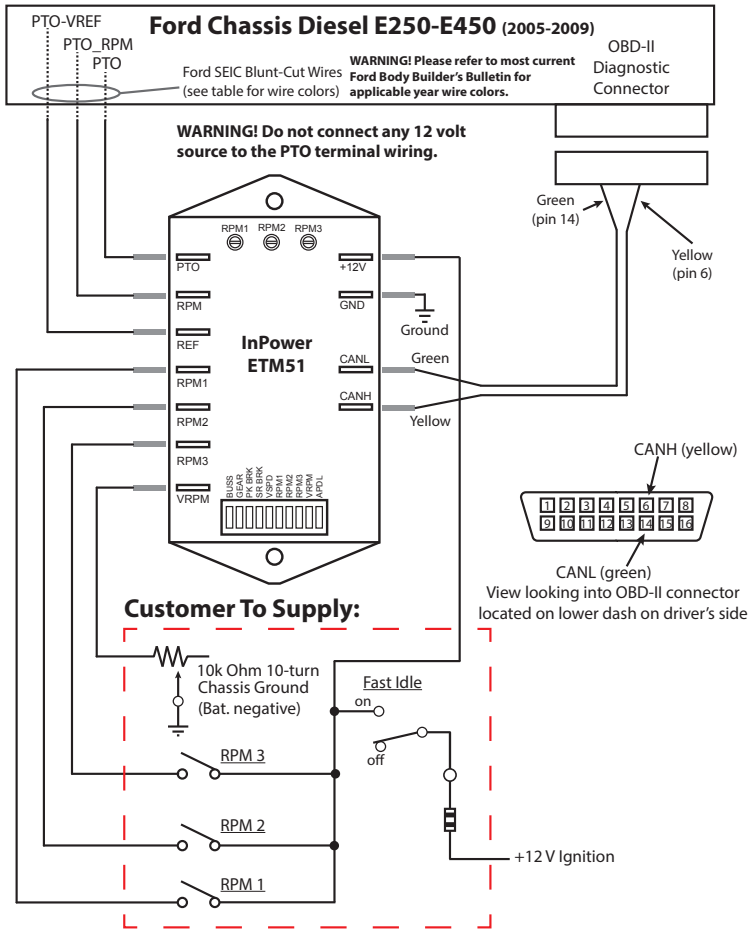 PTO-VREF
PTO_RPM
PTO
Ford Chassis Diesel E250-E450 (2005-2009)
Ford SEIC Blunt-Cut Wires
(see table for wire colors)
WARNING! Please refer to most current
Ford Body Builder's Bulletin for
applicable year wire colors.
OBD-II
Diagnostic
Connector
WARNING! Do not connect any 12 volt
source to the PTO terminal wiring.
Green
(pin 14)
Yellow
(pin 6)
RPM1 RPM2 RPM3
PTO
RPM
REF
RPM1
RPM2
RPM3
VRPM
InPower
ETM51
+12V
GND
CANL
CANH
Ground
Green
Yellow
BUSS
GEAR
PK BRK
SR BRK
VSPD
RPM1
RPM2
RPM3
VRPM
APDL
CANH (yellow)
1 2 3 4 5 6 7 8
9 10 11 12 13 14 15 16
CANL (green)
View looking into OBD-II connector
located on lower dash on driver's side
Customer To Supply:
10k Ohm 10-turn
Chassis Ground
(Bat. negative)
Fast Idle
on
off
RPM 3
RPM 2
RPM 1
+12 V Ignition